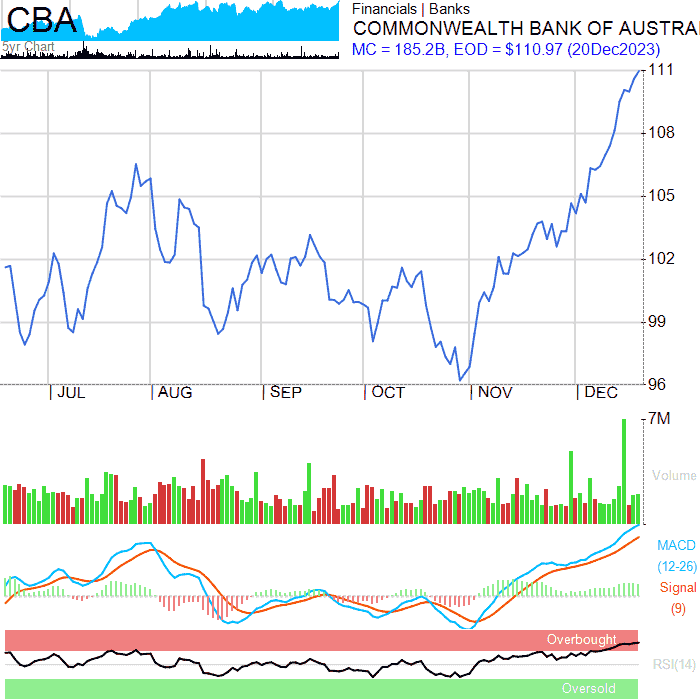 CBA
5yr Chart
Financials | Banks
COMMONWEALTH BANK OF AUSTRA
MC = 185.2B, EOD = $110.97 (20Dec2023)
111
108
105
102
99
96
JUL AUG SEP OCT NOV DEC
7M
Volume
MACD
(12-26)
Signal
(9)
Overbought
RSI(14)
Oversold